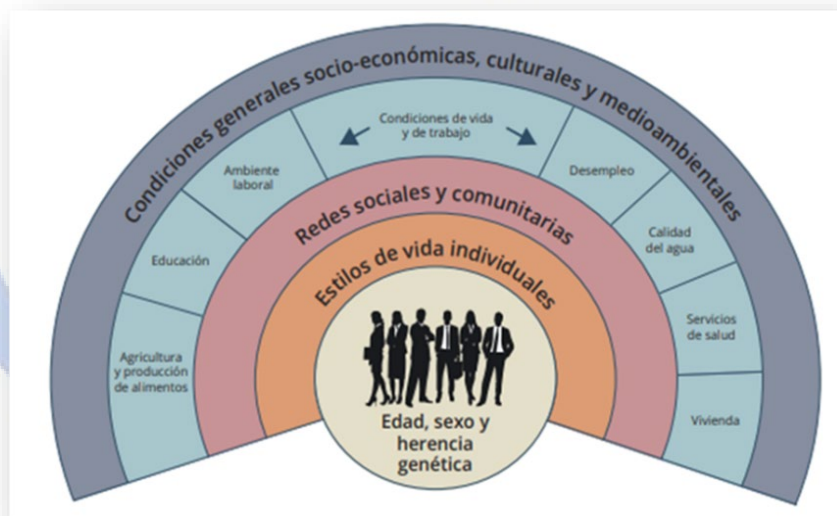 Condiciones generales socio-económicas, culturales y medioambientales
Condiciones de vida
y de trabajo
Ambiente
laboral
Desempleo
Educación
Calidad
del agua
Agricultura
y producción
de alimentos
Servicios
de salud
Vivienda
Redes sociales y comunitarias
Estilos de vida individuales
Edad, sexo y
herencia
genética